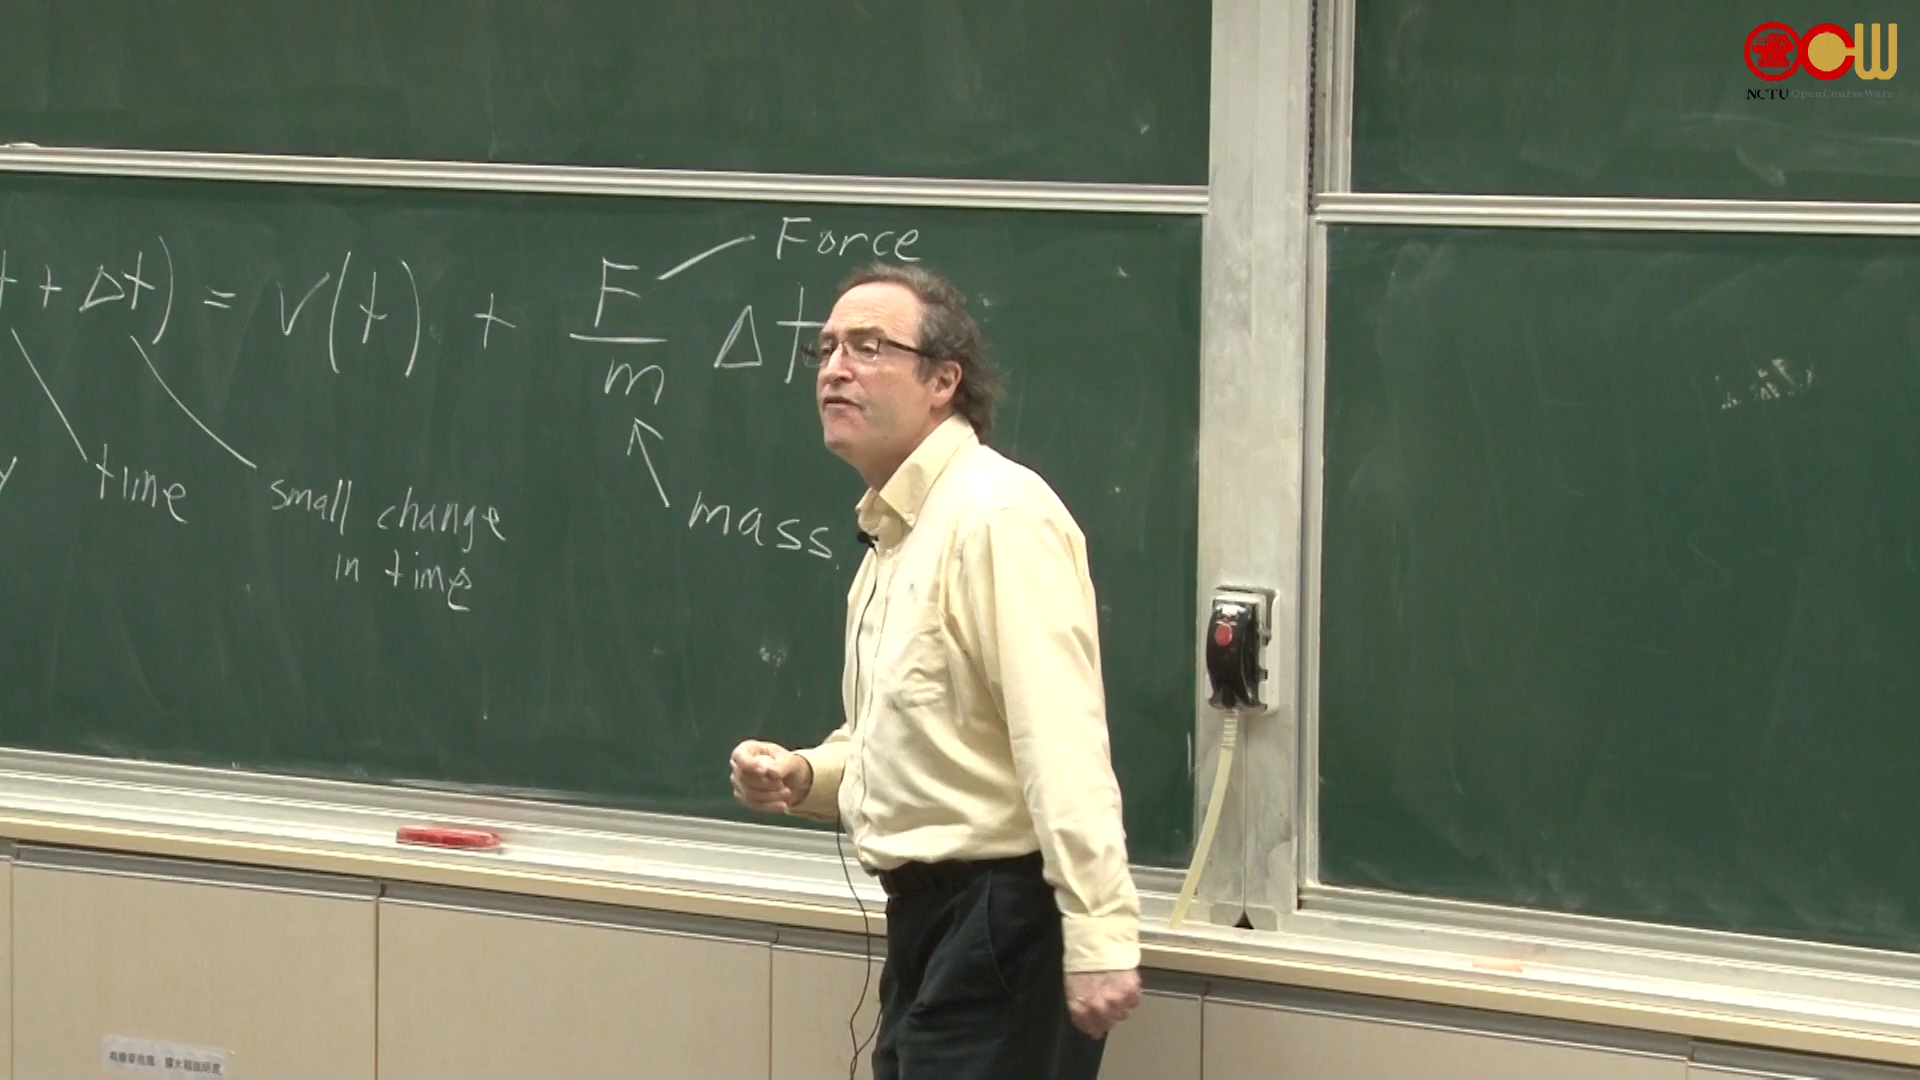 Force
t + Δt) = V(t) + F/m Δt
time
small change
in time
mass
NCTU OpenCourseWare